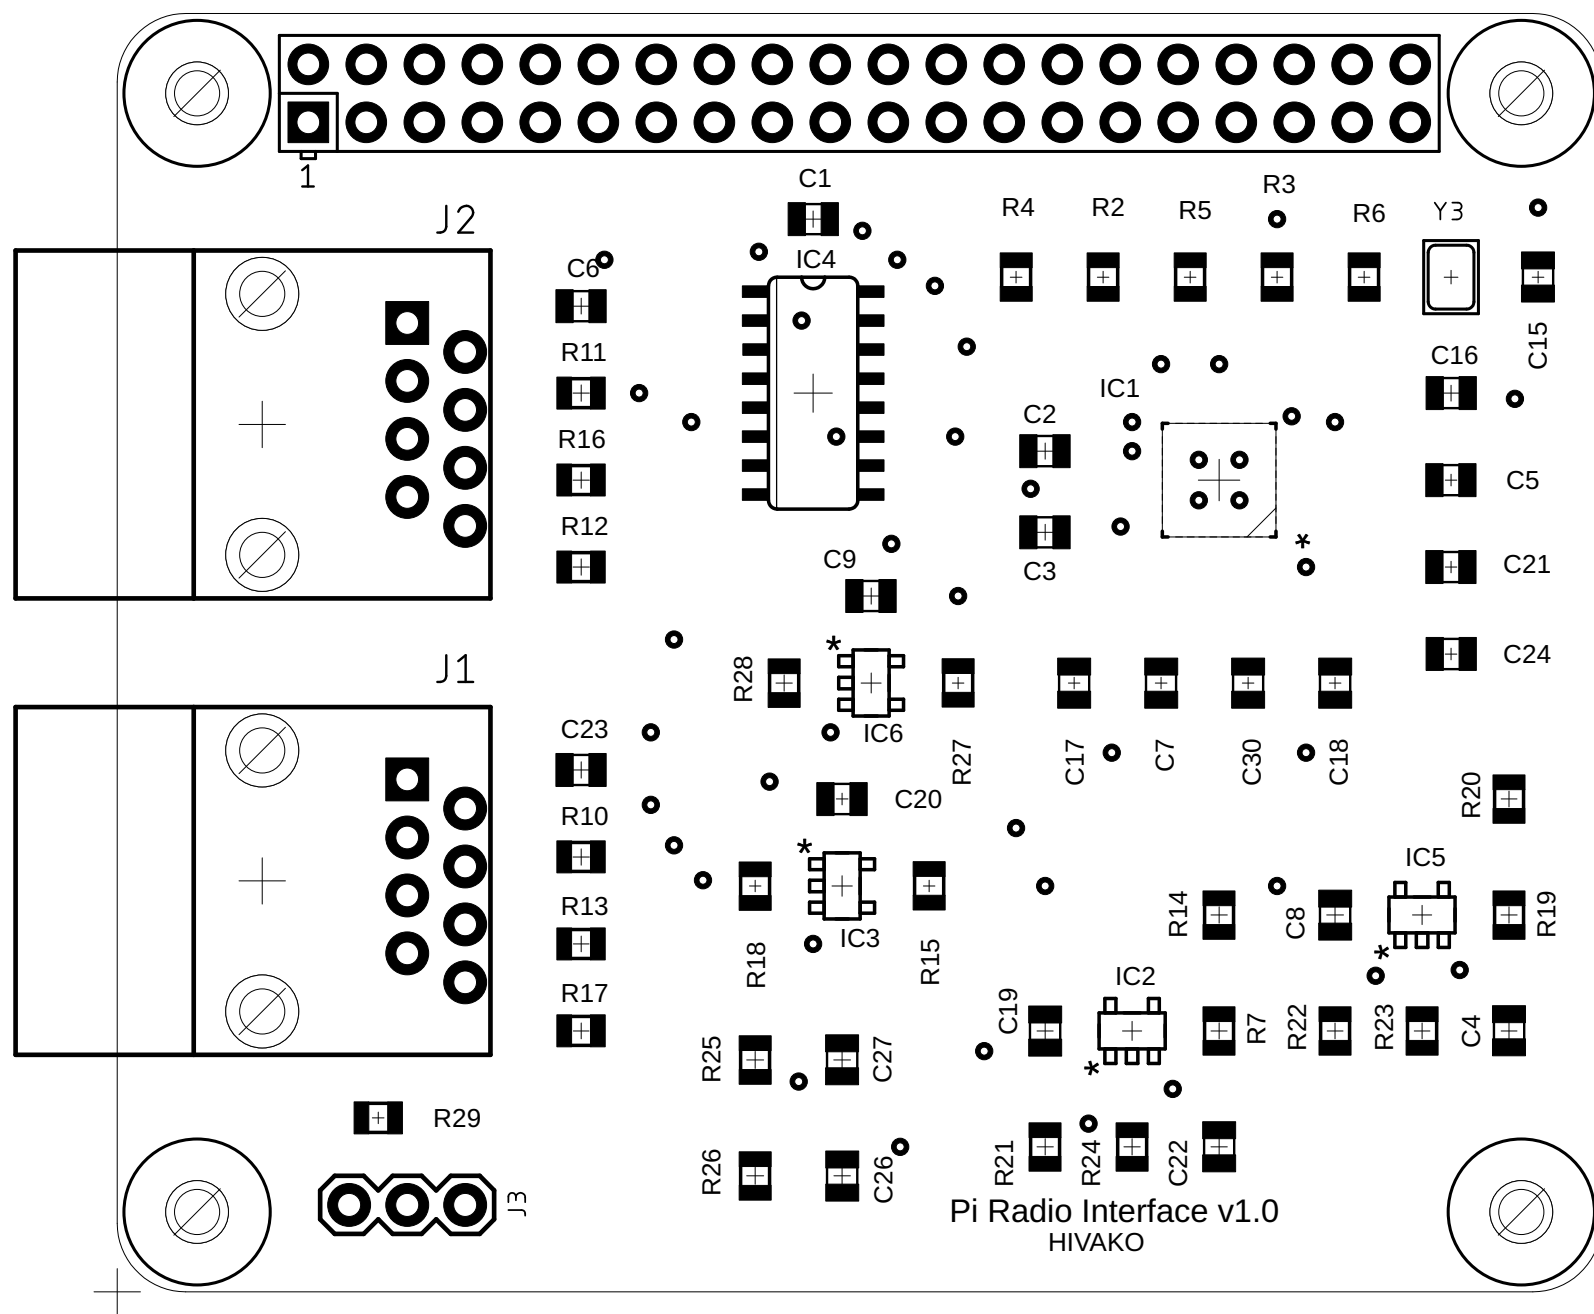 1
C1
R4
R2
R5
R3
R6
Y3
J2
C6
IC4
C15
R11
C16
IC1
C2
R16
C5
R12
C9
C3
*
C21
J1
R28
*
IC6
R27
C17
C7
C30
C18
C24
C23
C20
R20
R10
*
IC5
R13
IC3
R18
R15
R14
C8
*
R19
R17
IC2
C19
*
R7
R22
R23
C4
R25
C27
R29
R26
C26
R21
R24
C22
J3
Pi Radio Interface v1.0
HIVAKO